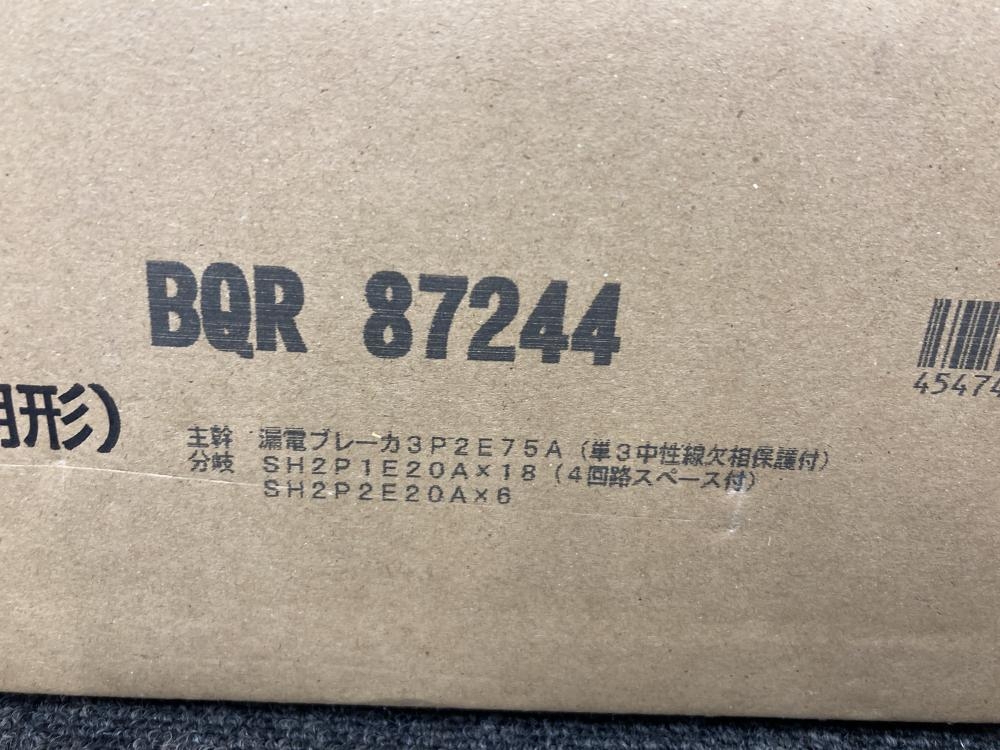 BQR 87244
45474
形）
主幹 漏電ブレーカ３Ｐ２Ｅ７５Ａ（単３中性線欠相保護付）
分岐 ＳＨ２Ｐ１Ｅ２０Ａ×１８（４回路スペース付）
ＳＨ２Ｐ２Ｅ２０Ａ×６